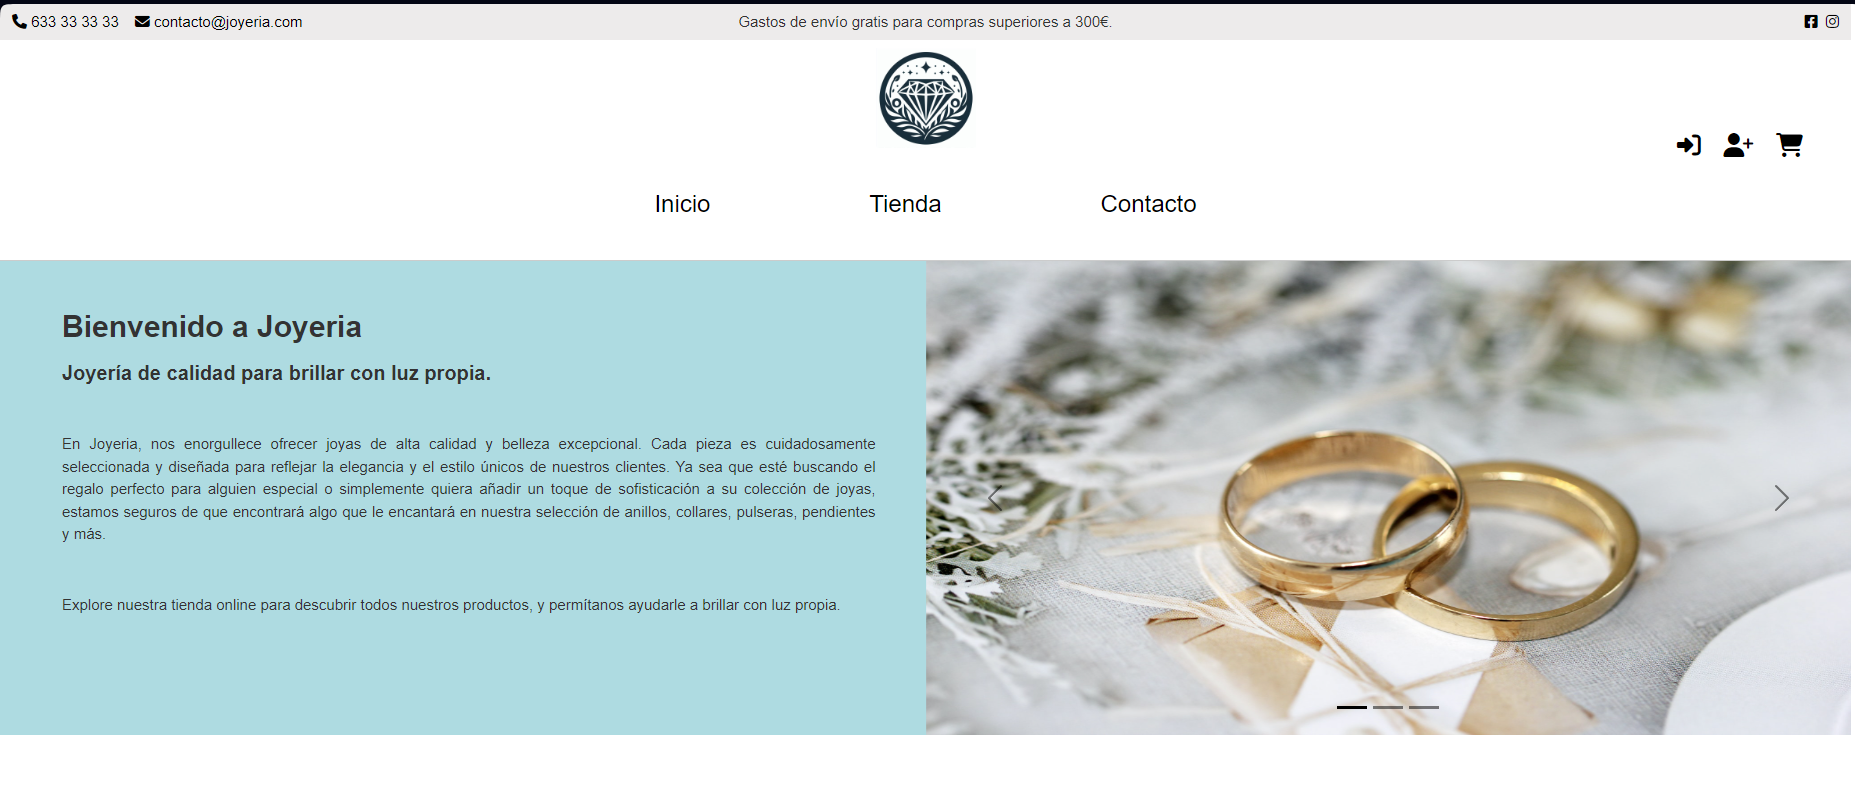 633 33 33 33 contacto@joyeria.com Gastos de envío gratis para compras superiores a 300€.
Inicio Tienda Contacto
Bienvenido a Joyeria
Joyería de calidad para brillar con luz propia.
En Joyeria, nos enorgullece ofrecer joyas de alta calidad y belleza excepcional. Cada pieza es cuidadosamente
seleccionada y diseñada para reflejar la elegancia y el estilo únicos de nuestros clientes. Ya sea que esté buscando el
regalo perfecto para alguien especial o simplemente quiera añadir un toque de sofisticación a su colección de joyas,
estamos seguros de que encontrará algo que le encantará en nuestra selección de anillos, collares, pulseras, pendientes
y más.
Explore nuestra tienda online para descubrir todos nuestros productos, y permítanos ayudarle a brillar con luz propia.